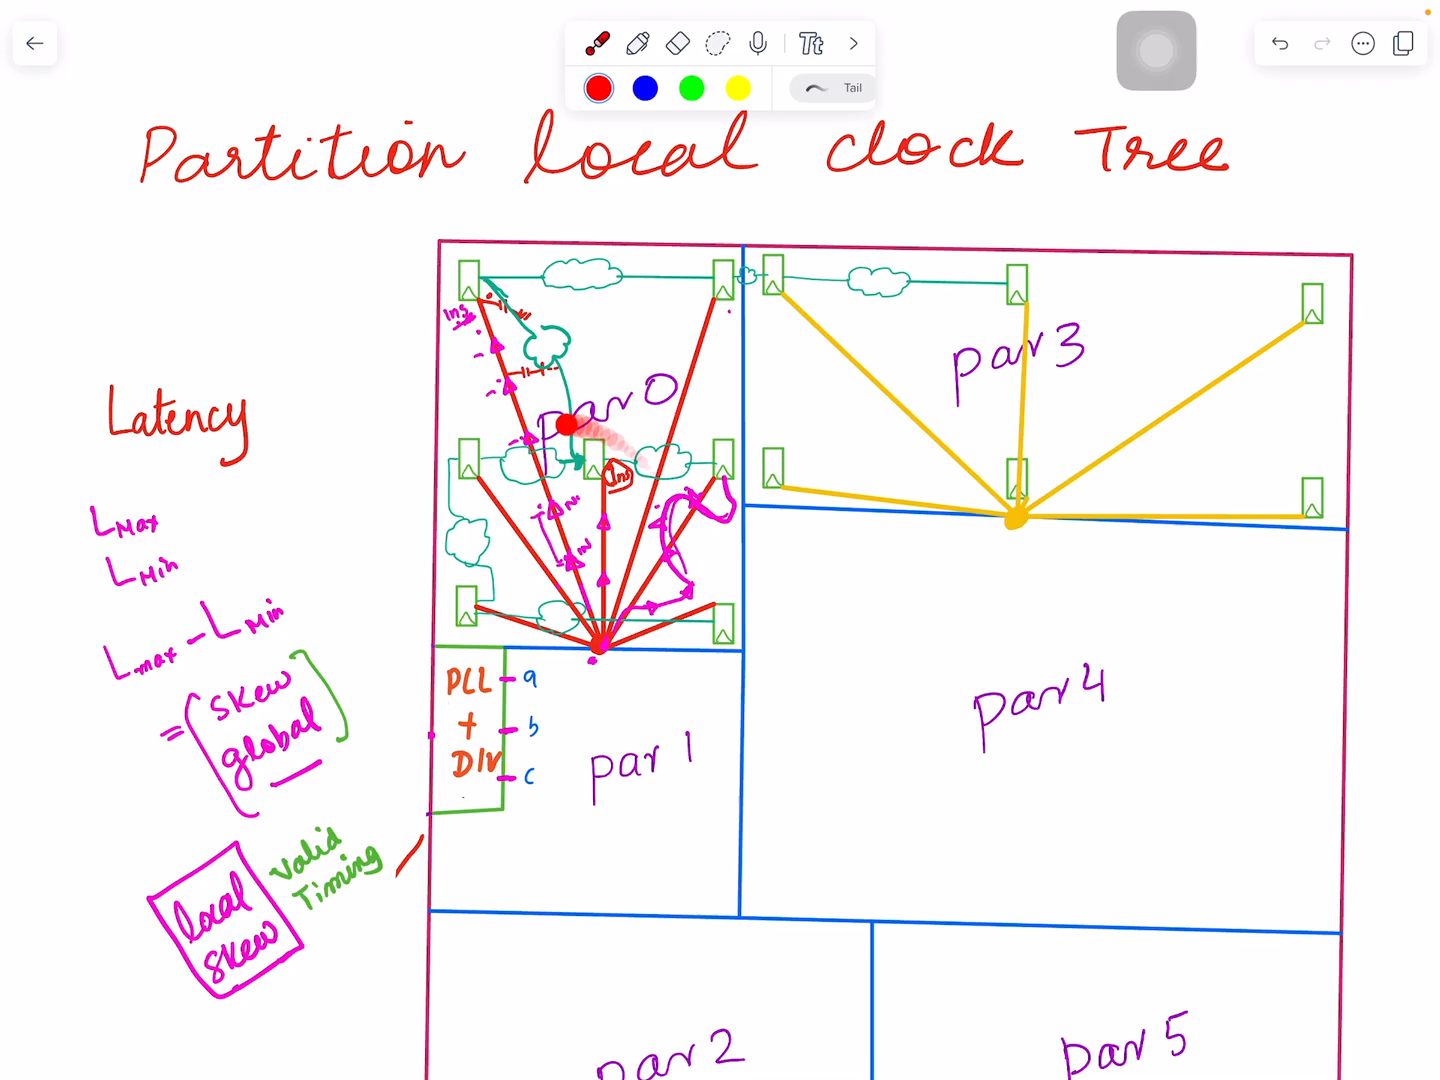 Tt
Tail
Partition local clock Tree
Latency
LMax
LMin
Lmax - LMin
= skew
global
local
skew
Valid
Timing
Ins
par 0
Ins
par 3
PLL
+
DIV
a
b
c
par 1
par 4
par 2
par 5